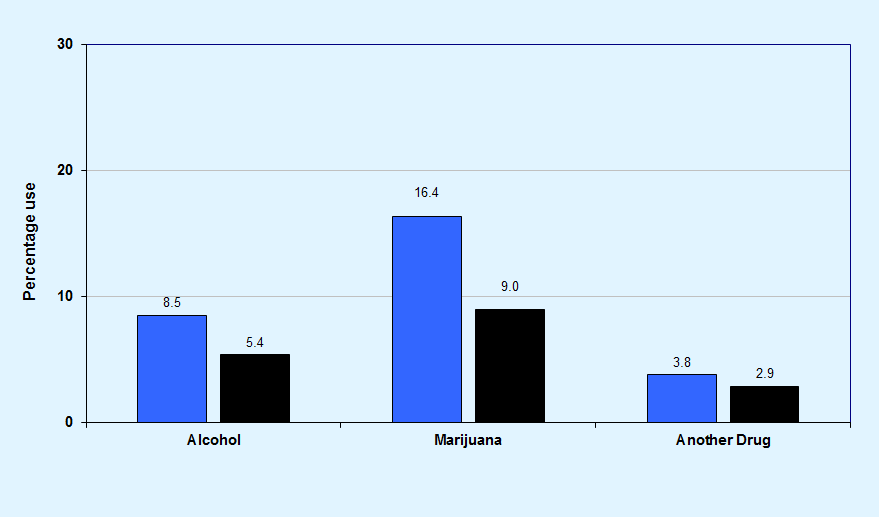 30
20
10
0
Percentage use
8.5
5.4
16.4
9.0
3.8
2.9
Alcohol
Marijuana
Another Drug